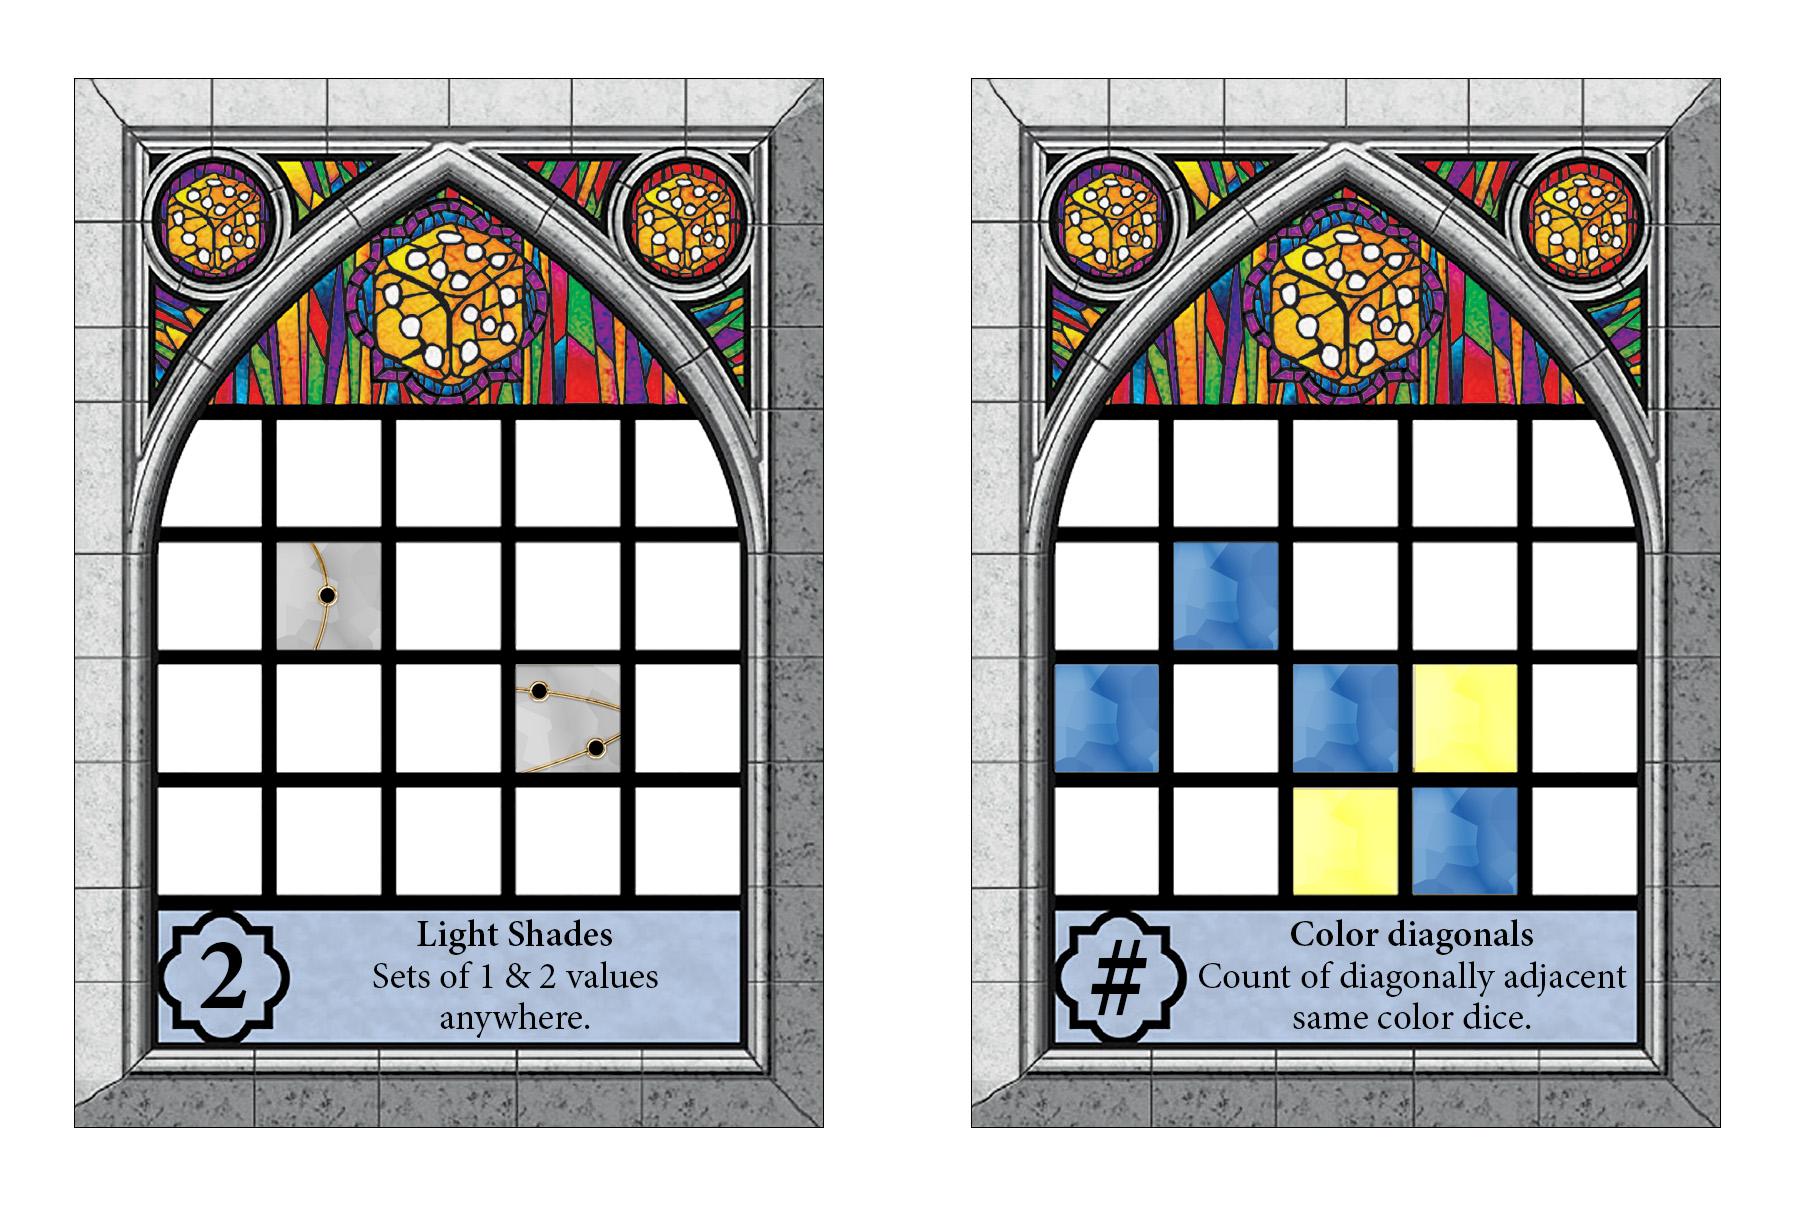 2
Light Shades
Sets of 1 & 2 values
anywhere.
#
Color diagonals
Count of diagonally adjacent
same color dice.